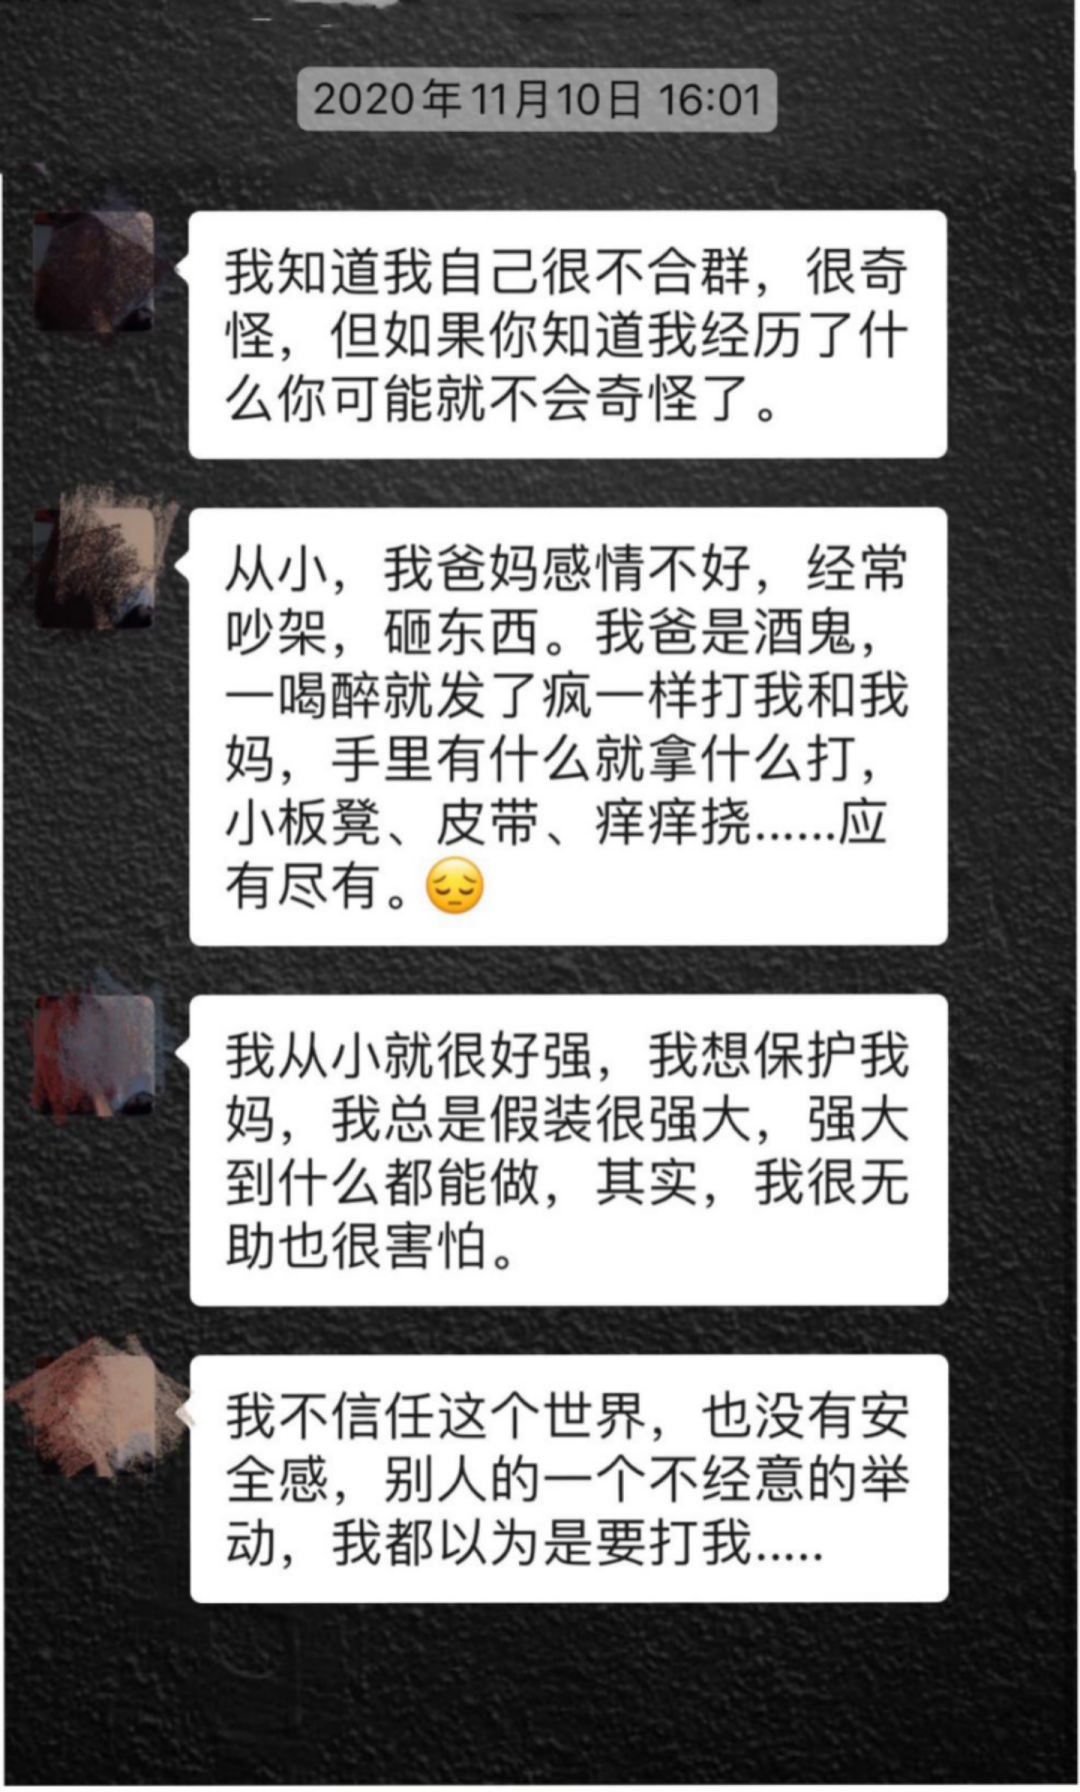 2020年11月10日 16:01
我知道我自己很不合群，很奇
怪，但如果你知道我经历了什
么你可能就不会奇怪了。
从小，我爸妈感情不好，经常
吵架，砸东西。我爸是酒鬼，
一喝醉就发了疯一样打我和我
妈，手里有什么就拿什么打，
小板凳、皮带、痒痒挠......应
有尽有。😔
我从小就很好强，我想保护我
妈，我总是假装很强大，强大
到什么都能做，其实，我很无
助也很害怕。
我不信任这个世界，也没有安
全感，别人的一个不经意的举
动，我都以为是要打我.....